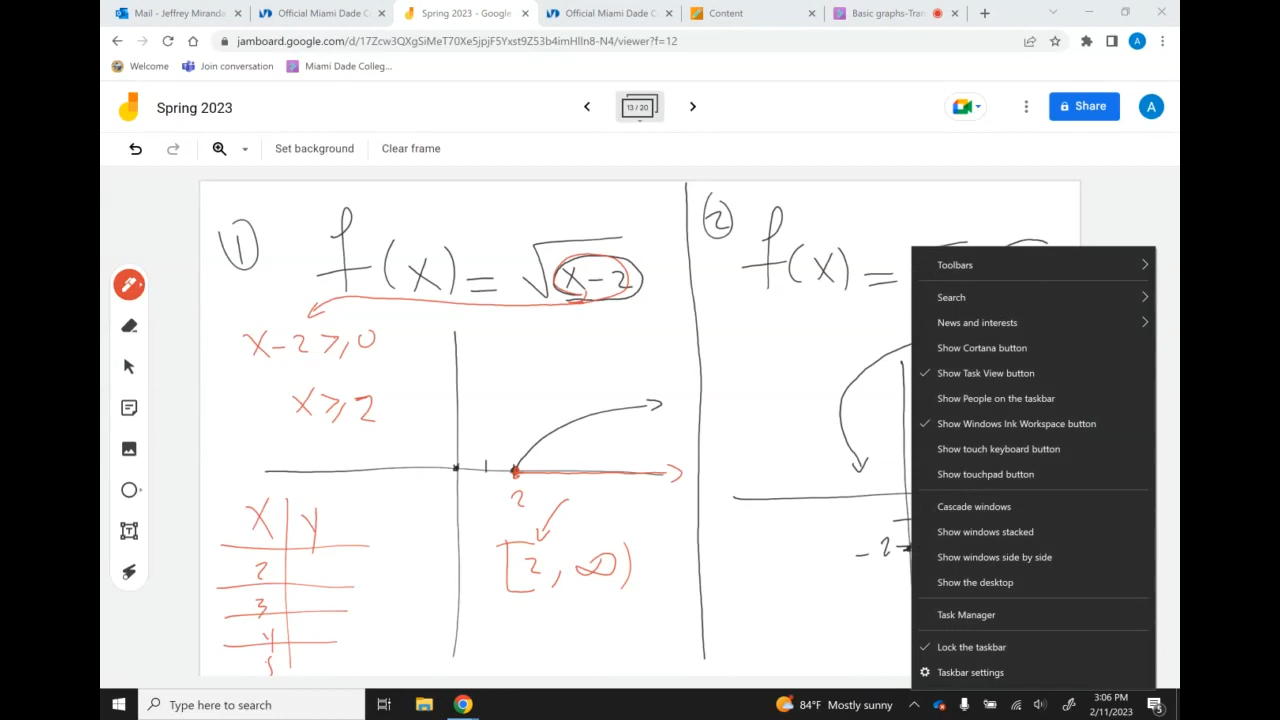 Mail - Jeffrey Miranda
Official Miami Dade C
Spring 2023 - Google
Official Miami Dade C
Content
Basic graphs-Tran
jamboard.google.com/d/17Zcw3QXgSiMeT70Xe5jpjF5Yxst9Z53b4imHlln8-N4/viewer?f=12
A
Welcome
Join conversation
Miami Dade Colleg...
Spring 2023
13 / 20
Share
A
Set background
Clear frame
① f(x) = √x-2
② f(x) =
x-2 ≥ 0
x ≥ 2
2
[2, ∞)
x | y
2
3
4
5
-2
Toolbars
Search
News and interests
Show Cortana button
Show Task View button
Show People on the taskbar
Show Windows Ink Workspace button
Show touch keyboard button
Show touchpad button
Cascade windows
Show windows stacked
Show windows side by side
Show the desktop
Task Manager
Lock the taskbar
Taskbar settings
Type here to search
84°F Mostly sunny
3:06 PM
2/11/2023
5